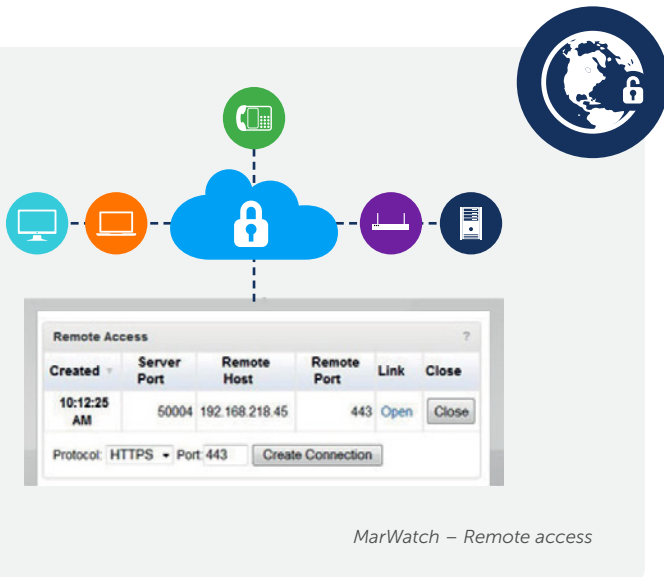 Remote Access ?
Created Server Port Remote Host Remote Port Link Close
10:12:25 AM 50004 192.168.218.45 443 Open Close
Protocol: HTTPS Port: 443 Create Connection
MarWatch – Remote access